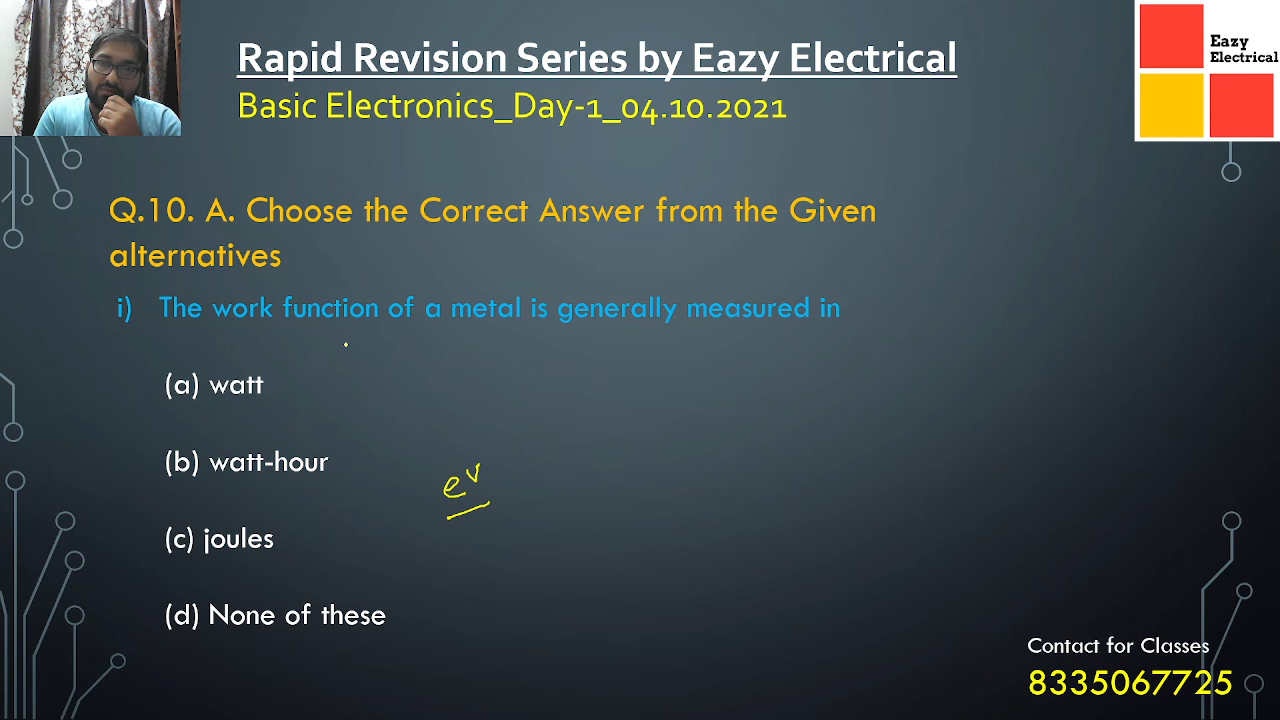 Rapid Revision Series by Eazy Electrical
Basic Electronics_Day-1_04.10.2021
Eazy
Electrical
Q.10. A. Choose the Correct Answer from the Given
alternatives
i) The work function of a metal is generally measured in
(a) watt
(b) watt-hour
ev
(c) joules
(d) None of these
Contact for Classes
8335067725